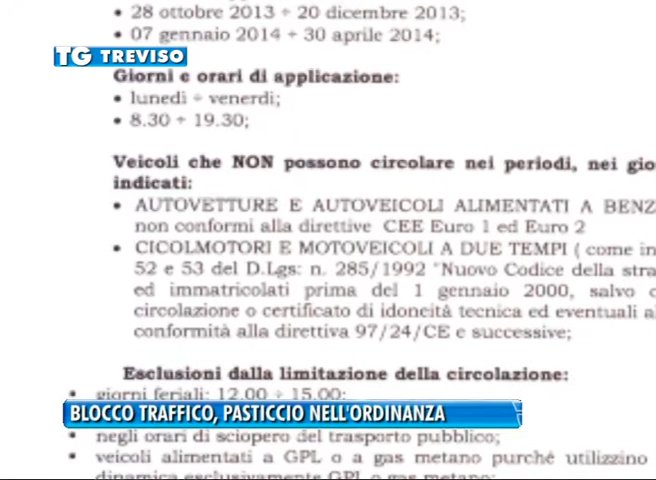 • 28 ottobre 2013 ÷ 20 dicembre 2013;
• 07 gennaio 2014 ÷ 30 aprile 2014;
TG TREVISO
Giorni e orari di applicazione:
• lunedì ÷ venerdì;
• 8.30 ÷ 19.30;
Veicoli che NON possono circolare nei periodi, nei gio
indicati:
• AUTOVETTURE E AUTOVEICOLI ALIMENTATI A BENZ
non conformi alla direttive CEE Euro 1 ed Euro 2
• CICOLMOTORI E MOTOVEICOLI A DUE TEMPI ( come in
52 e 53 del D.Lgs: n. 285/1992 "Nuovo Codice della stra
ed immatricolati prima del 1 gennaio 2000, salvo c
circolazione o certificato di idoneità tecnica ed eventuali a
conformità alla direttiva 97/24/CE e successive;
Esclusioni dalla limitazione della circolazione:
• giorni feriali: 12.00 ÷ 15.00;
BLOCCO TRAFFICO, PASTICCIO NELL'ORDINANZA
negli orari di sciopero del trasporto pubblico;
• veicoli alimentati a GPL o a gas metano purché utilizzino
dinamica esclusivamente GPL o gas metano;